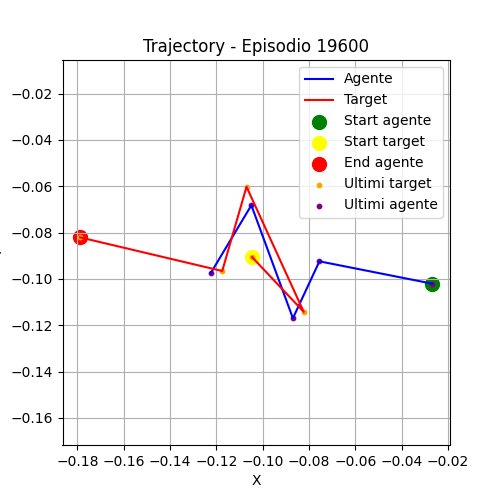 Trajectory - Episodio 19600
Agente
Target
Start agente
Start target
End agente
Ultimi target
Ultimi agente
−0.02
−0.04
−0.06
−0.08
−0.10
−0.12
−0.14
−0.16
−0.18 −0.16 −0.14 −0.12 −0.10 −0.08 −0.06 −0.04 −0.02
X